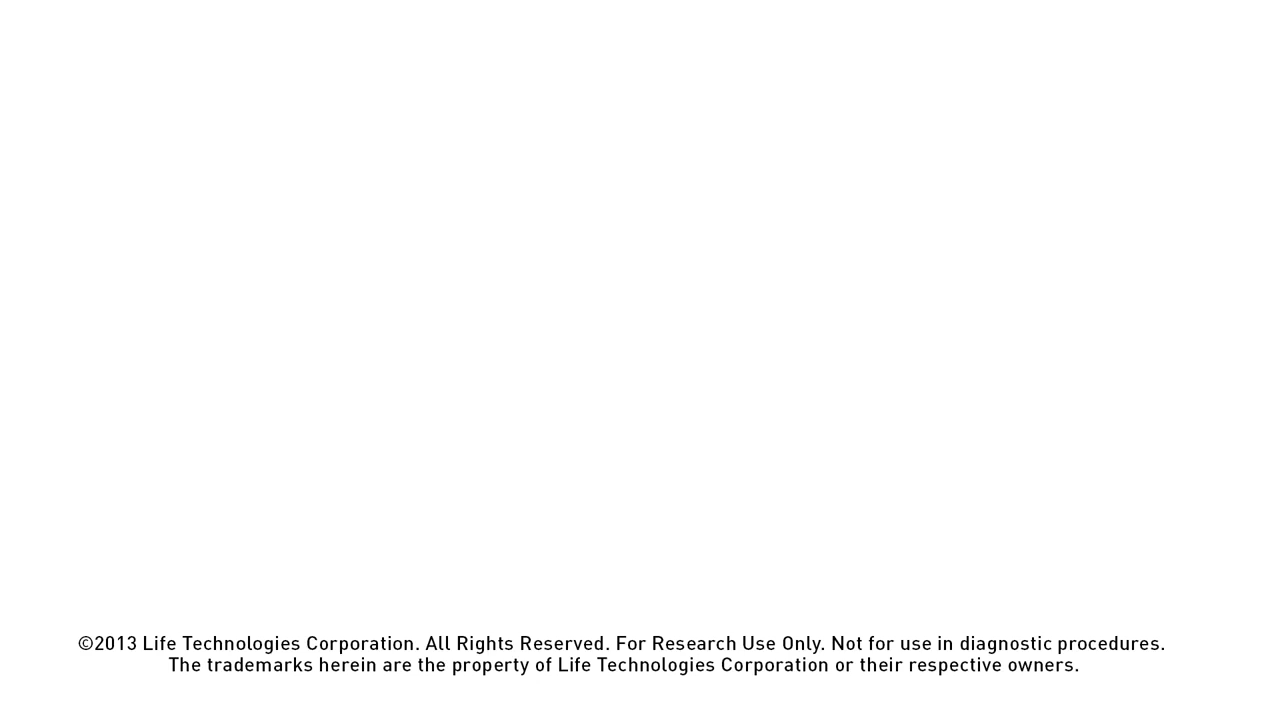 ©2013 Life Technologies Corporation. All Rights Reserved. For Research Use Only. Not for use in diagnostic procedures.
The trademarks herein are the property of Life Technologies Corporation or their respective owners.